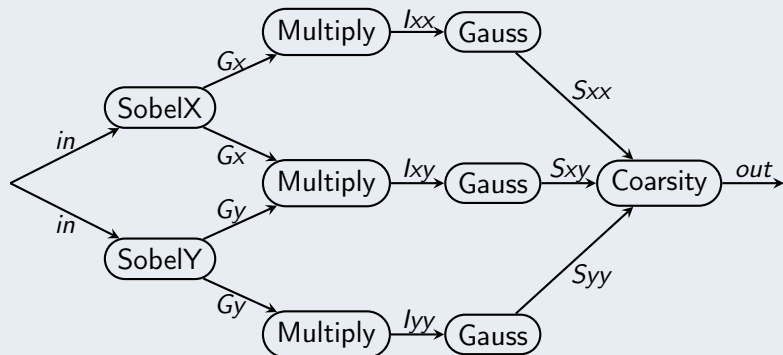 Multiply
Ixx
Gauss
Gx
Sxx
SobelX
in
Gx
Multiply
Ixy
Gauss
Sxy
Coarsity
out
in
Gy
SobelY
Syy
Gy
Multiply
Iyy
Gauss